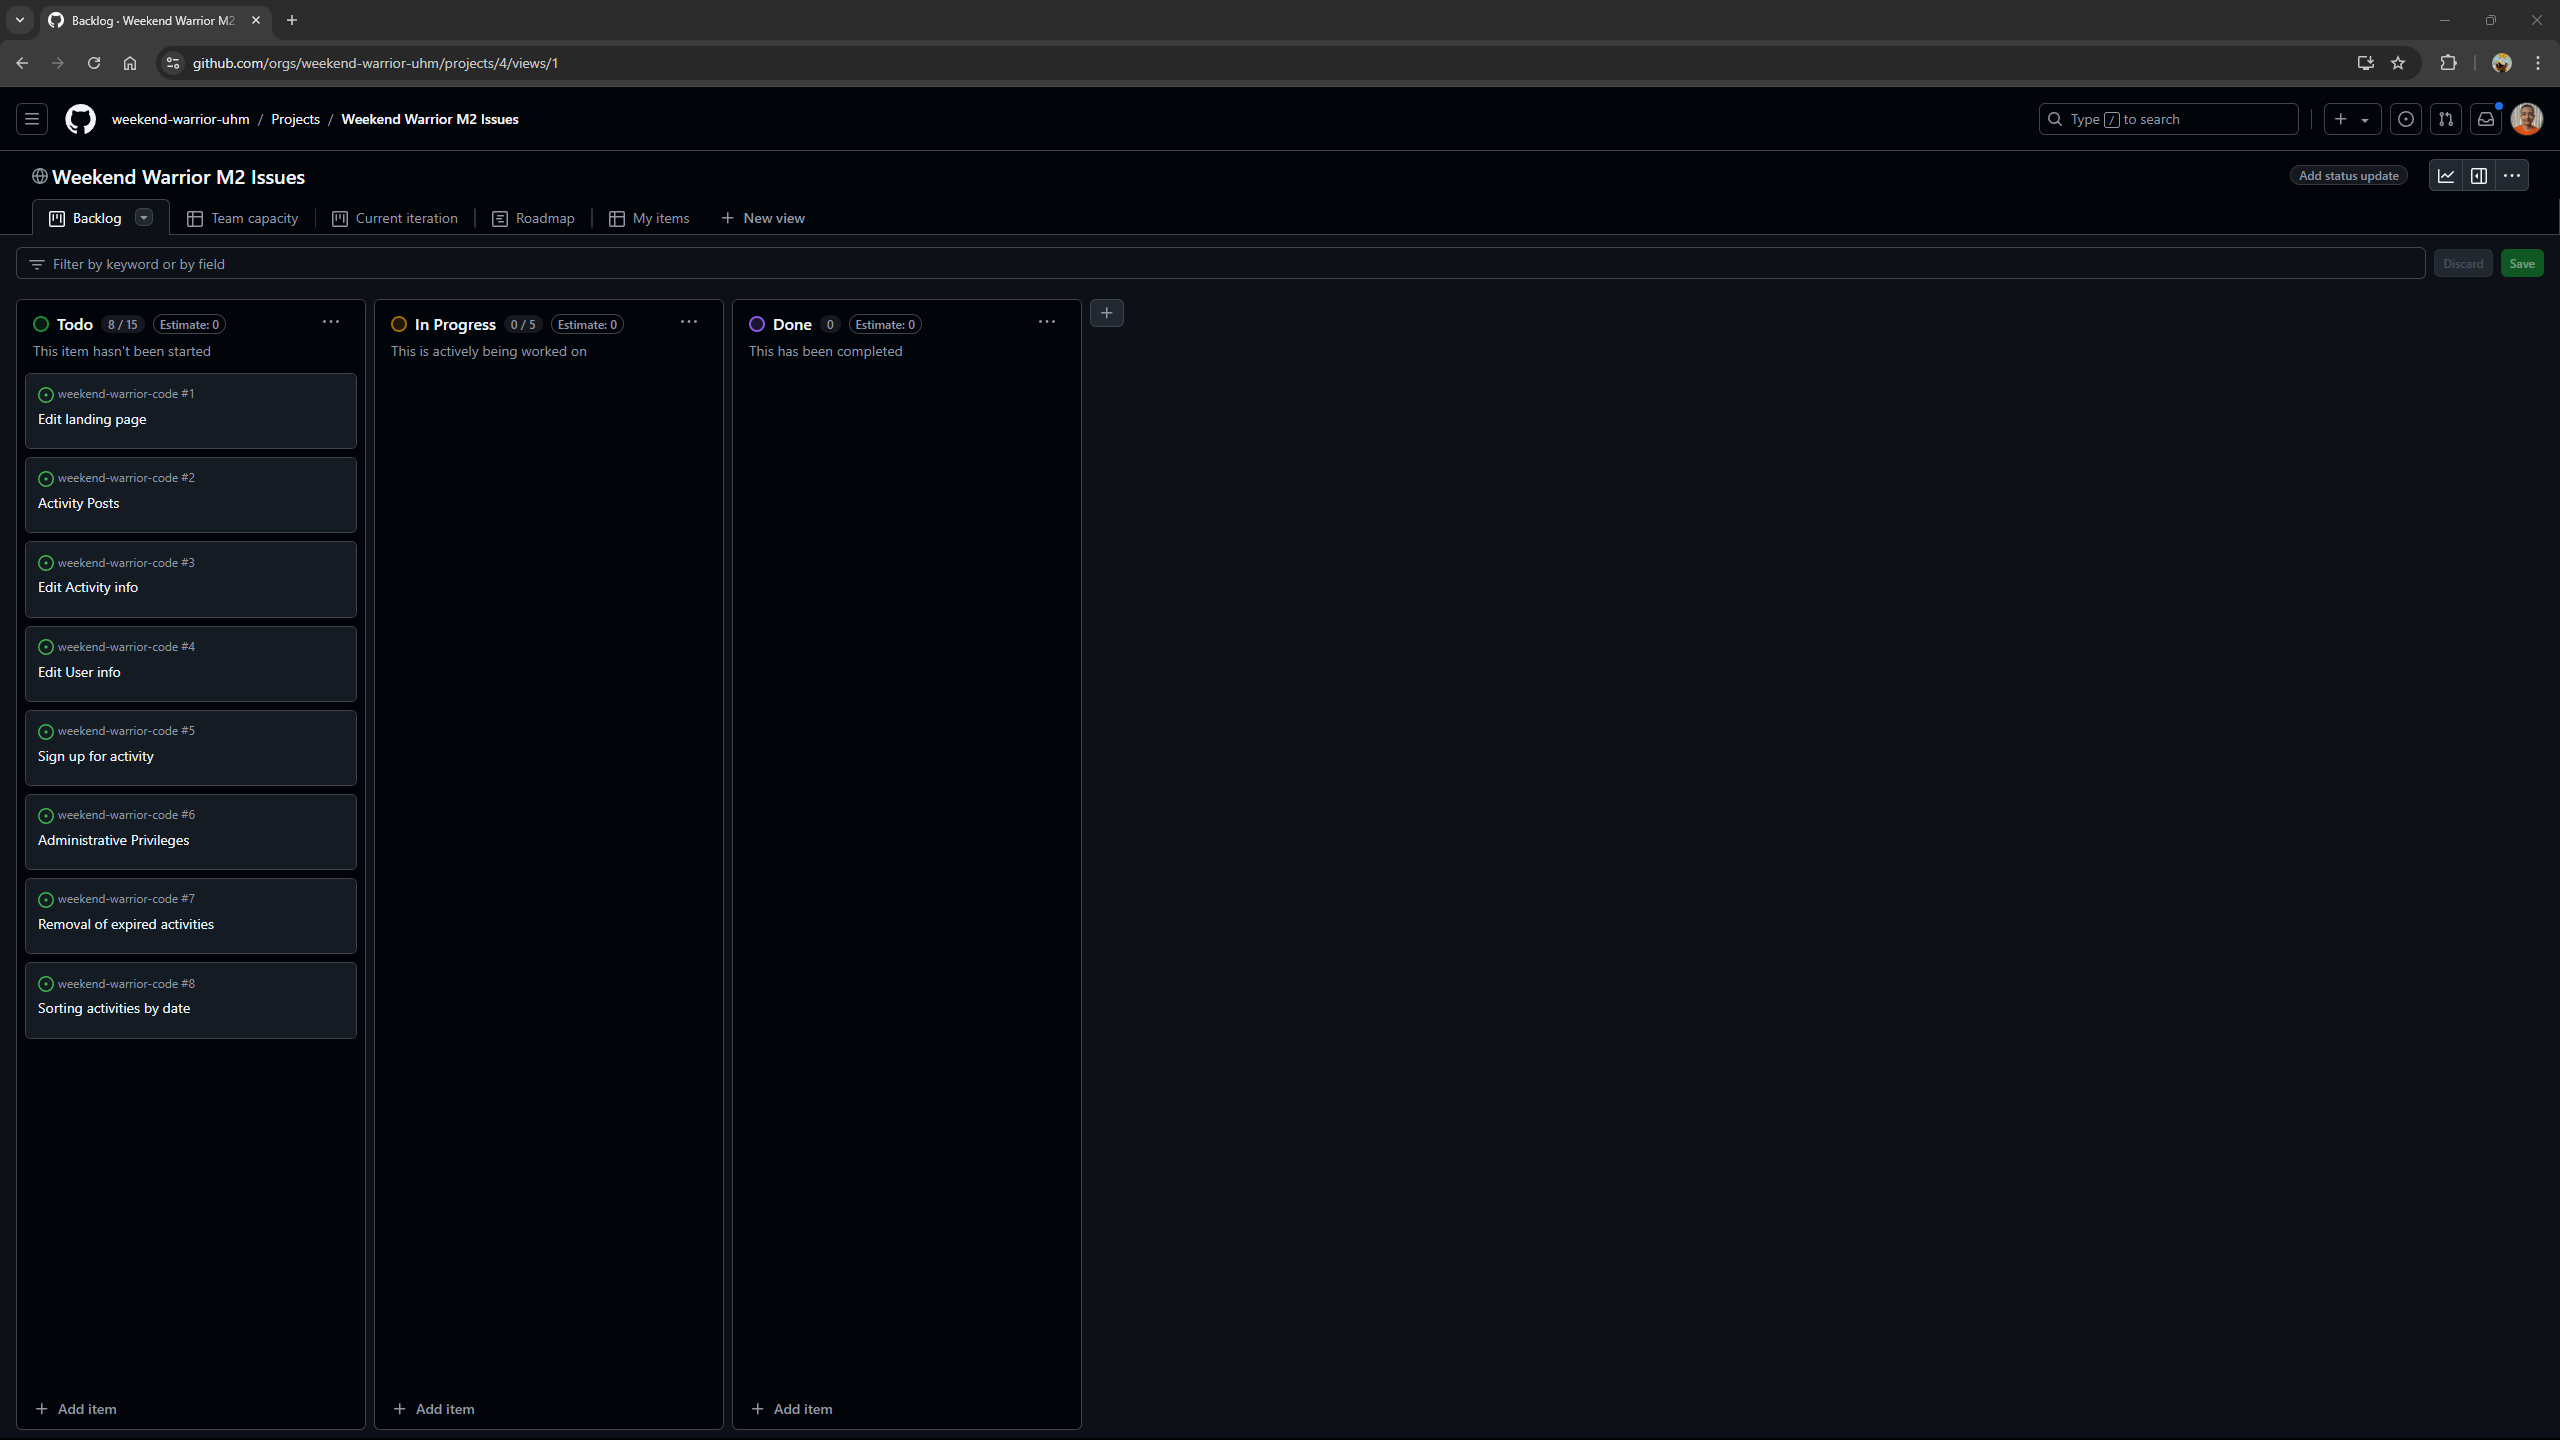 Backlog · Weekend Warrior M2
github.com/orgs/weekend-warrior-uhm/projects/4/views/1
weekend-warrior-uhm / Projects / Weekend Warrior M2 Issues
Type / to search
Weekend Warrior M2 Issues
Add status update
Backlog
Team capacity
Current iteration
Roadmap
My items
New view
Filter by keyword or by field
Discard
Save
Todo 8 / 15 Estimate: 0
This item hasn't been started
weekend-warrior-code #1
Edit landing page
weekend-warrior-code #2
Activity Posts
weekend-warrior-code #3
Edit Activity info
weekend-warrior-code #4
Edit User info
weekend-warrior-code #5
Sign up for activity
weekend-warrior-code #6
Administrative Privileges
weekend-warrior-code #7
Removal of expired activities
weekend-warrior-code #8
Sorting activities by date
Add item
In Progress 0 / 5 Estimate: 0
This is actively being worked on
Add item
Done 0 Estimate: 0
This has been completed
Add item